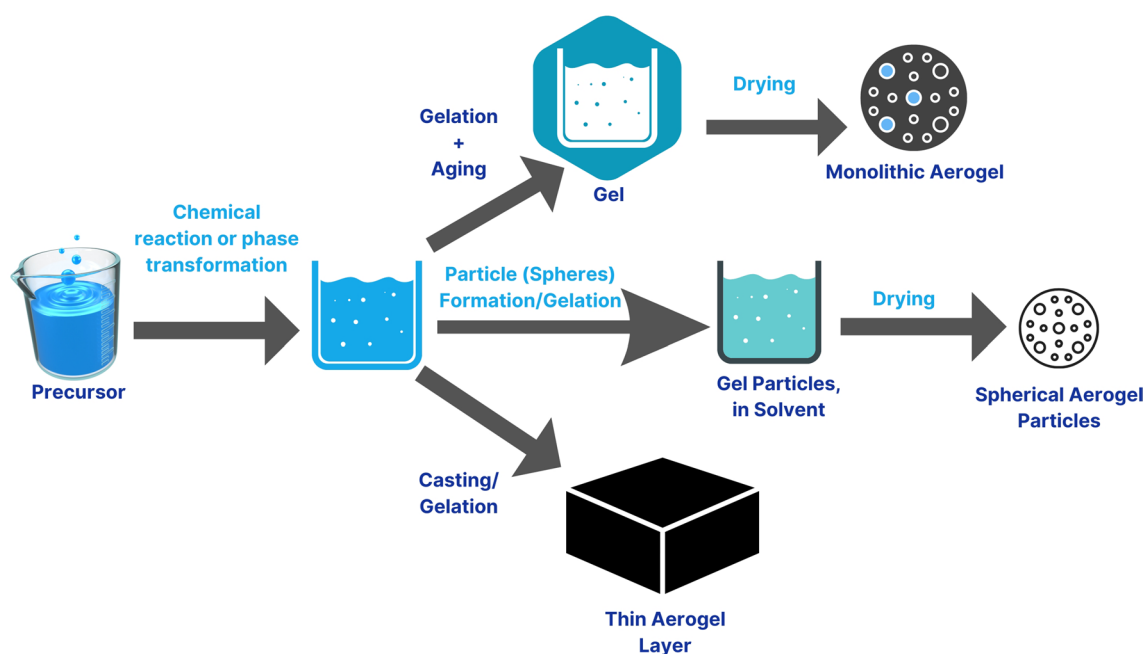 Precursor
Chemical
reaction or phase
transformation
Gelation
+
Aging
Gel
Drying
Monolithic Aerogel
Particle (Spheres)
Formation/Gelation
Gel Particles,
in Solvent
Drying
Spherical Aerogel
Particles
Casting/
Gelation
Thin Aerogel
Layer